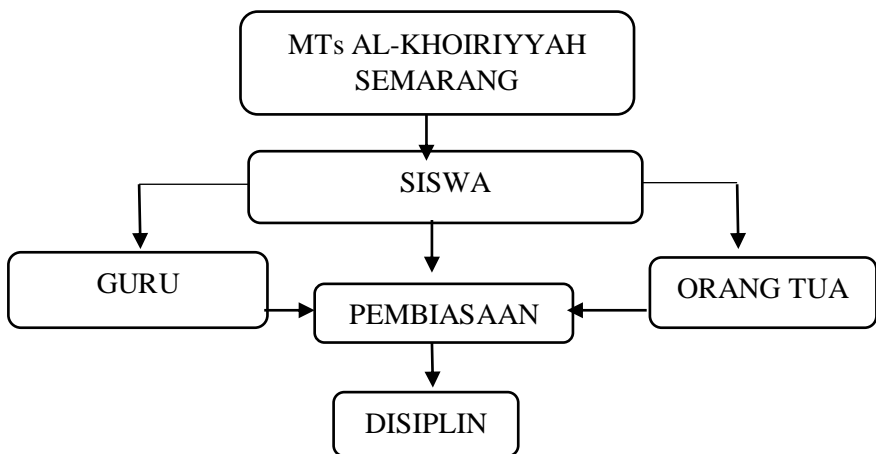 MTs AL-KHOIRIYYAH
SEMARANG
SISWA
GURU
ORANG TUA
PEMBIASAAN
DISIPLIN